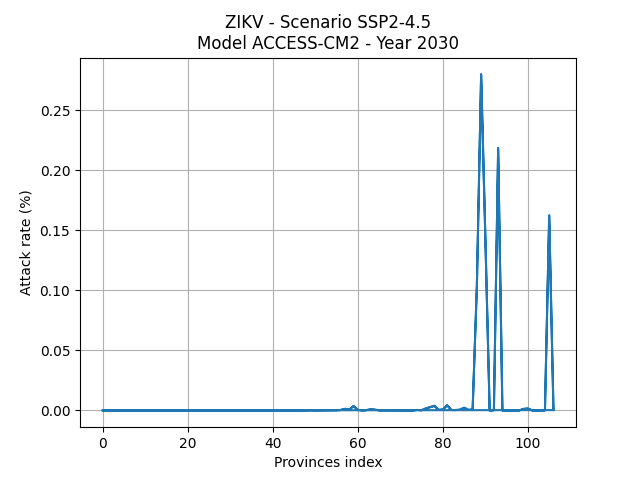 ZIKV - Scenario SSP2-4.5
Model ACCESS-CM2 - Year 2030
0.25
0.20
0.15
0.10
0.05
0.00
Attack rate (%)
0 20 40 60 80 100
Provinces index